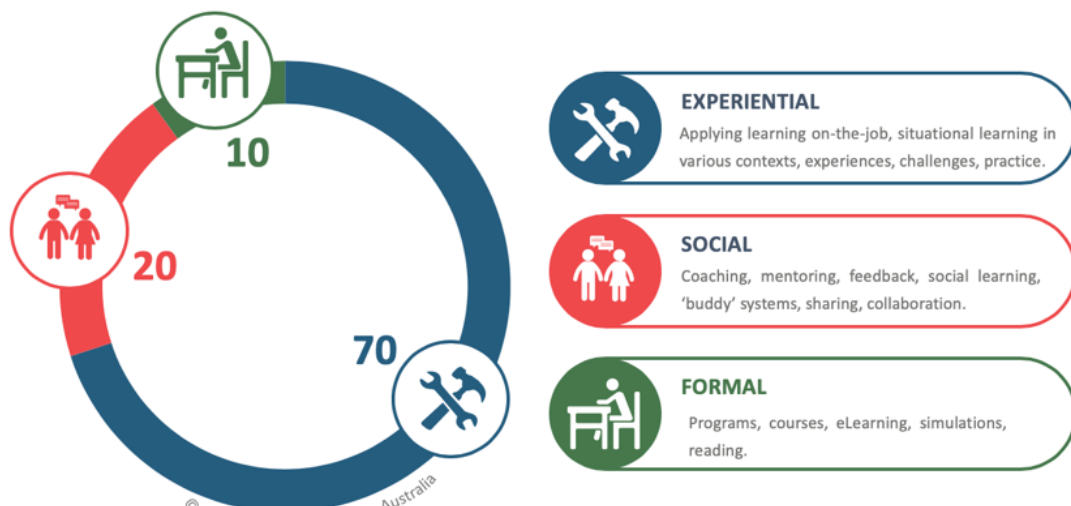 10
20
70
©
Australia
EXPERIENTIAL
Applying learning on-the-job, situational learning in
various contexts, experiences, challenges, practice.
SOCIAL
Coaching, mentoring, feedback, social learning,
‘buddy’ systems, sharing, collaboration.
FORMAL
Programs, courses, eLearning, simulations,
reading.